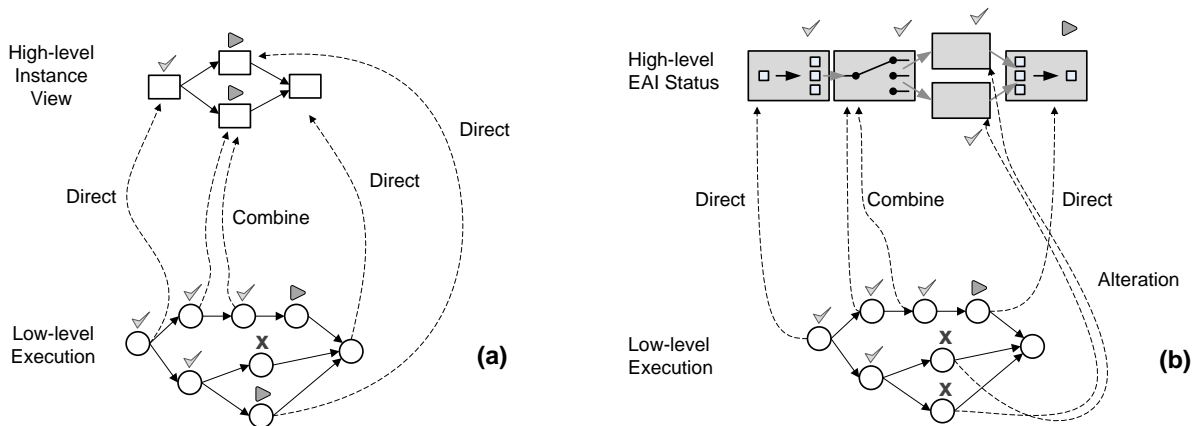 High-level
Instance
View
Direct
Combine
Direct
Direct
Low-level
Execution
X
(a)
High-level
EAI Status
Direct
Combine
Direct
Alteration
Low-level
Execution
X
X
(b)